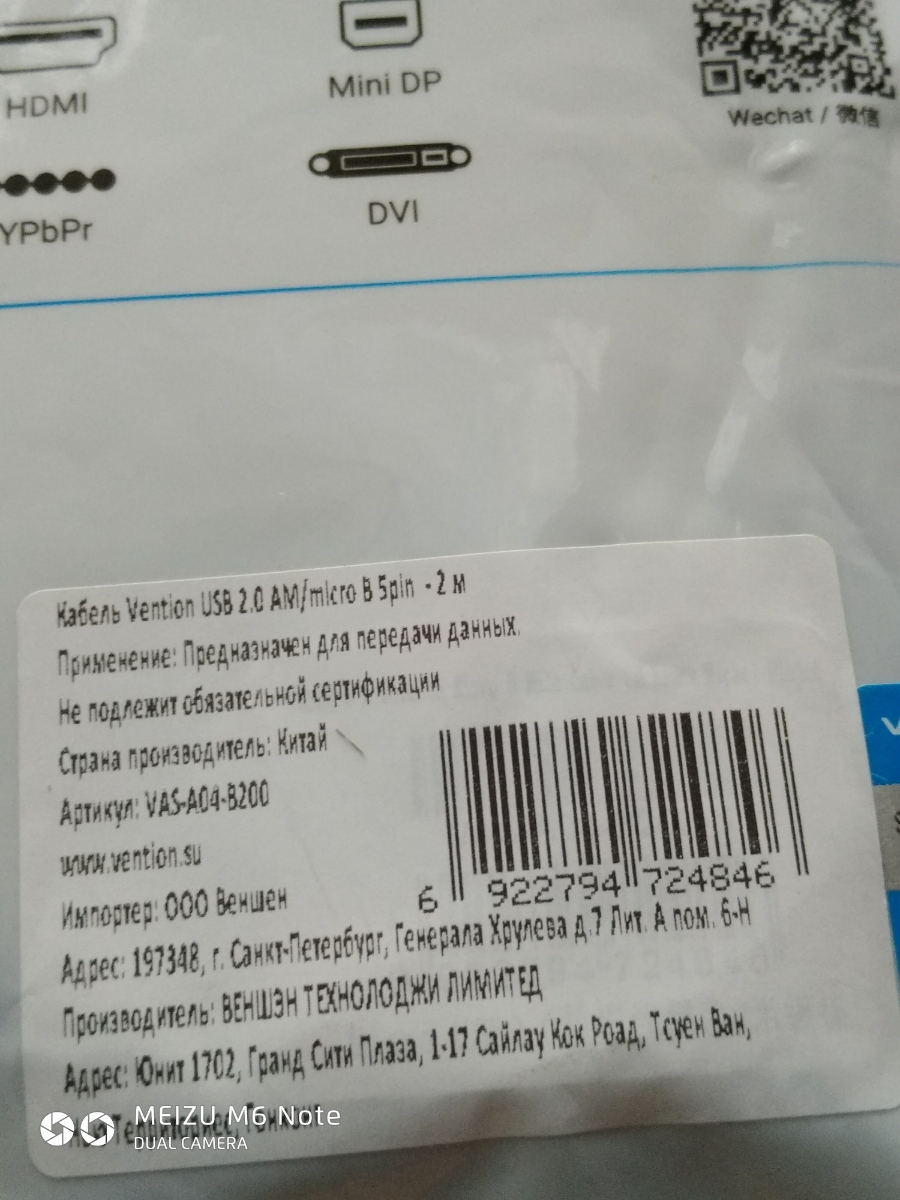 HDMI
Mini DP
Wechat / 微信
YPbPr
DVI
Кабель Vention USB 2.0 AM/micro B 5pin - 2 м
Применение: Предназначен для передачи данных.
Не подлежит обязательной сертификации
Страна производитель: Китай
Артикул: VAS-A04-B200
www.vention.su
Импортер: ООО Веншен
6 922794 724846
Адрес: 197348, г. Санкт-Петербург, Генерала Хрулева д.7 Лит. А пом. 6-Н
Производитель: ВЕНШЭН ТЕХНОЛОДЖИ ЛИМИТЕД
Адрес: Юнит 1702, Гранд Сити Плаза, 1-17 Сайлау Кок Роад, Тсуен Ван,
MEIZU M6 Note
DUAL CAMERA